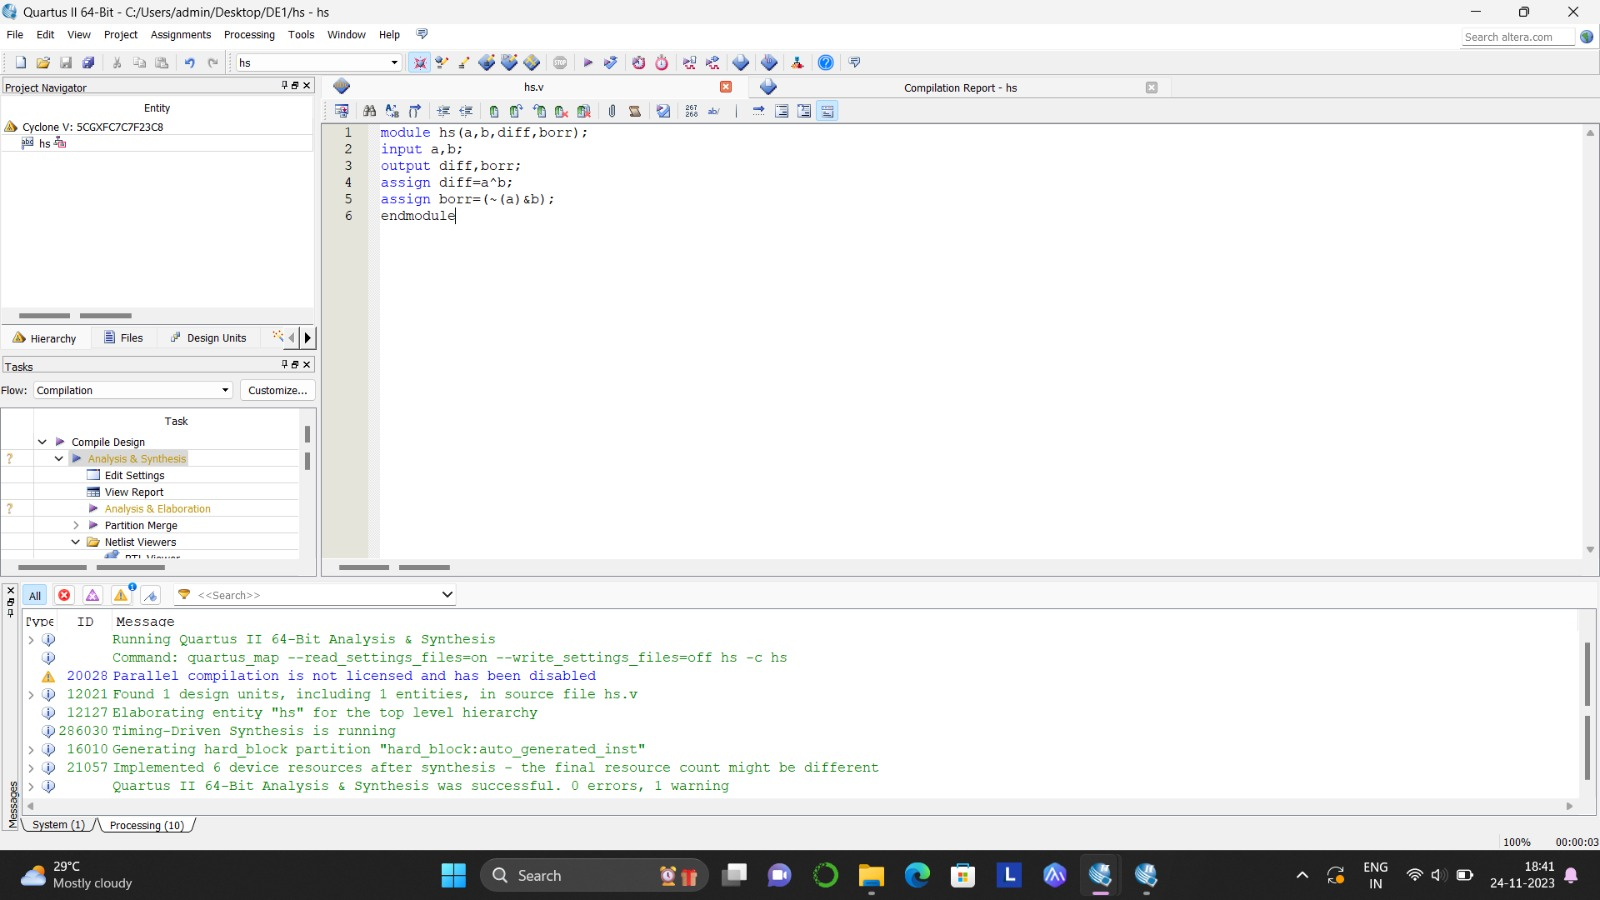 Quartus II 64-Bit - C:/Users/admin/Desktop/DE1/hs - hs
File Edit View Project Assignments Processing Tools Window Help
Search altera.com
hs
Project Navigator
hs.v
Compilation Report - hs
Entity
Cyclone V: 5CGXFC7C7F23C8
hs
267
268
ab/
1 module hs(a,b,diff,borr);
2 input a,b;
3 output diff,borr;
4 assign diff=a^b;
5 assign borr=(~(a)&b);
6 endmodule
Hierarchy Files Design Units
Tasks
Flow: Compilation Customize...
Task
Compile Design
? Analysis & Synthesis
Edit Settings
View Report
? Analysis & Elaboration
Partition Merge
Netlist Viewers
RTL Viewer
All <<Search>>
Type ID Message
Running Quartus II 64-Bit Analysis & Synthesis
Command: quartus_map --read_settings_files=on --write_settings_files=off hs -c hs
20028 Parallel compilation is not licensed and has been disabled
12021 Found 1 design units, including 1 entities, in source file hs.v
12127 Elaborating entity "hs" for the top level hierarchy
286030 Timing-Driven Synthesis is running
16010 Generating hard_block partition "hard_block:auto_generated_inst"
21057 Implemented 6 device resources after synthesis - the final resource count might be different
Quartus II 64-Bit Analysis & Synthesis was successful. 0 errors, 1 warning
Messages
System (1) Processing (10)
100% 00:00:03
29°C
Mostly cloudy
Search
ENG
IN
18:41
24-11-2023